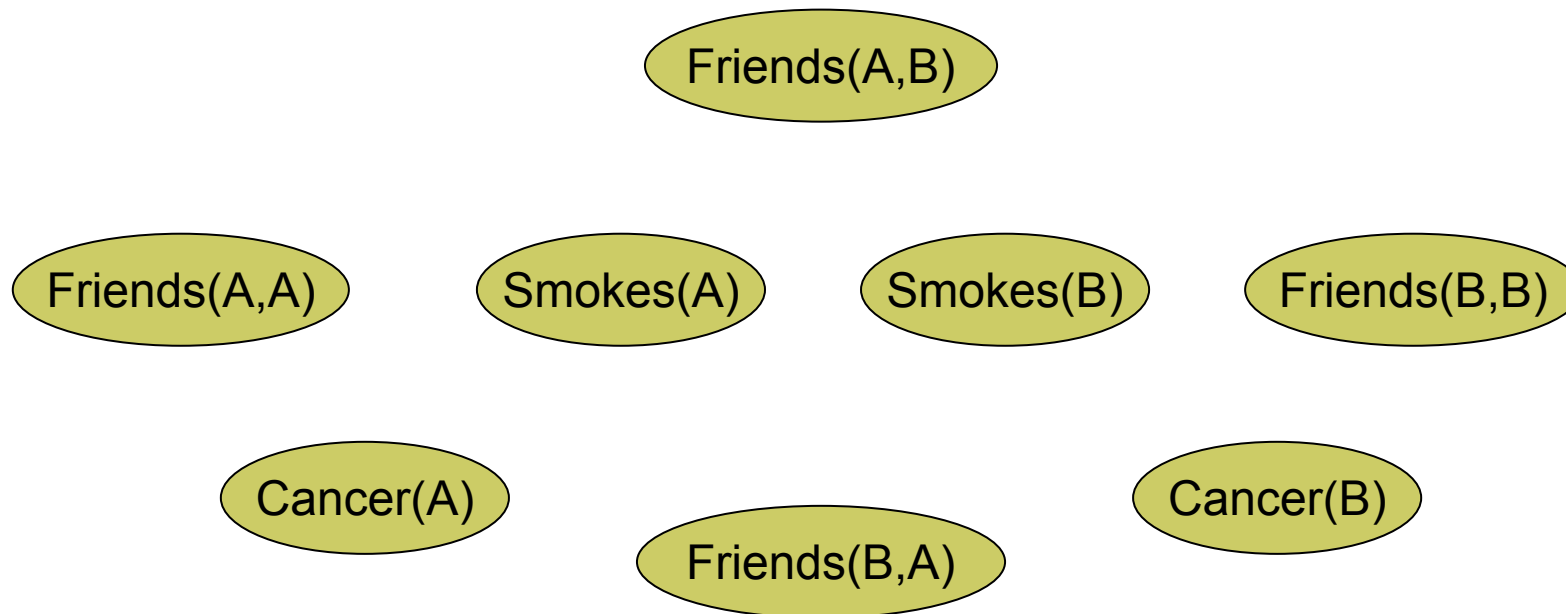 Friends(A,B)
Friends(A,A)
Smokes(A)
Smokes(B)
Friends(B,B)
Cancer(A)
Cancer(B)
Friends(B,A)